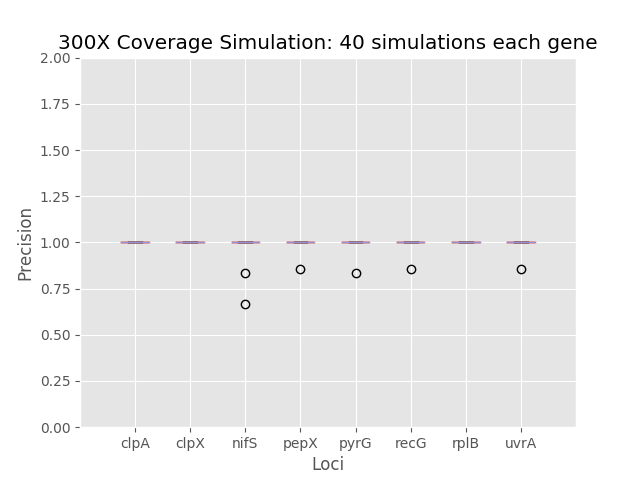 300X Coverage Simulation: 40 simulations each gene
2.00
1.75
1.50
1.25
1.00
0.75
0.50
0.25
0.00
Precision
clpA clpX nifS pepX pyrG recG rplB uvrA
Loci